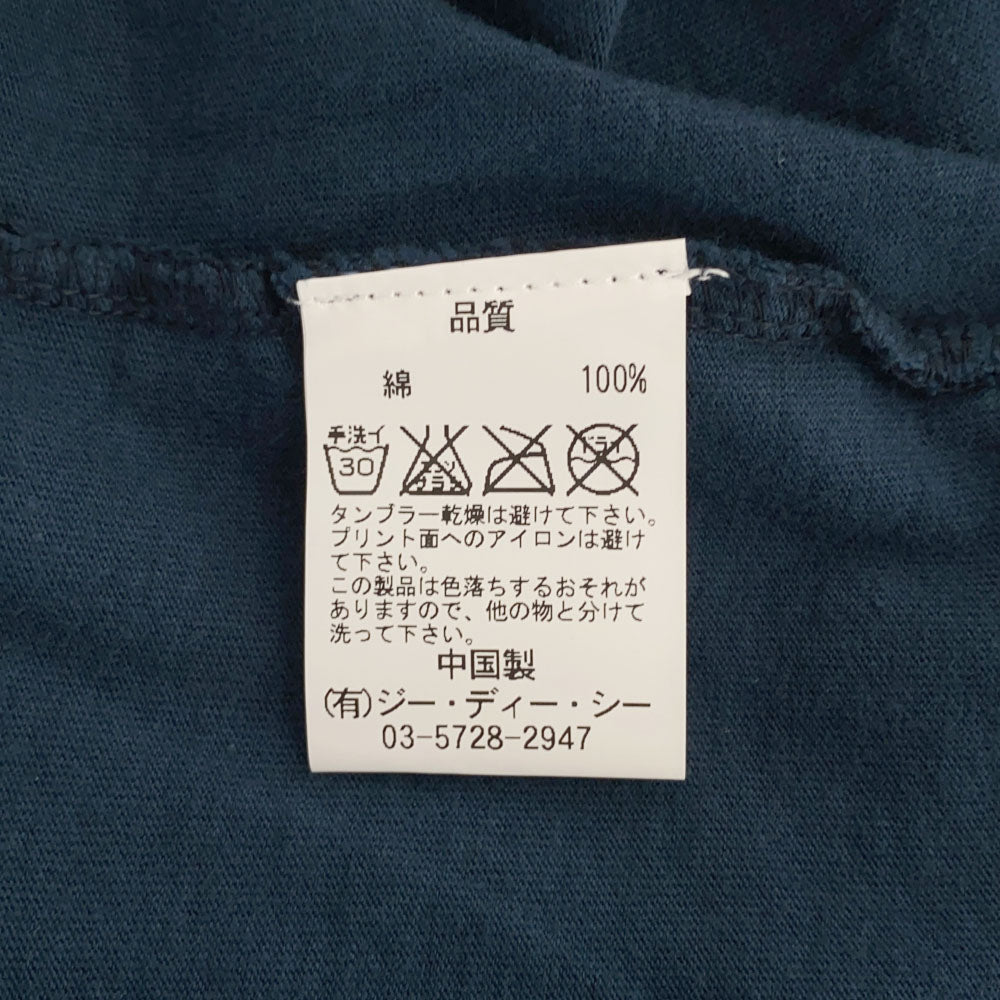 品質
綿 100%
手洗イ
30
エンソ
サラシ
ドライ
タンブラー乾燥は避けて下さい。
プリント面へのアイロンは避け
て下さい。
この製品は色落ちするおそれが
ありますので、他の物と分けて
洗って下さい。
中国製
(有)ジー・ディー・シー
03-5728-2947